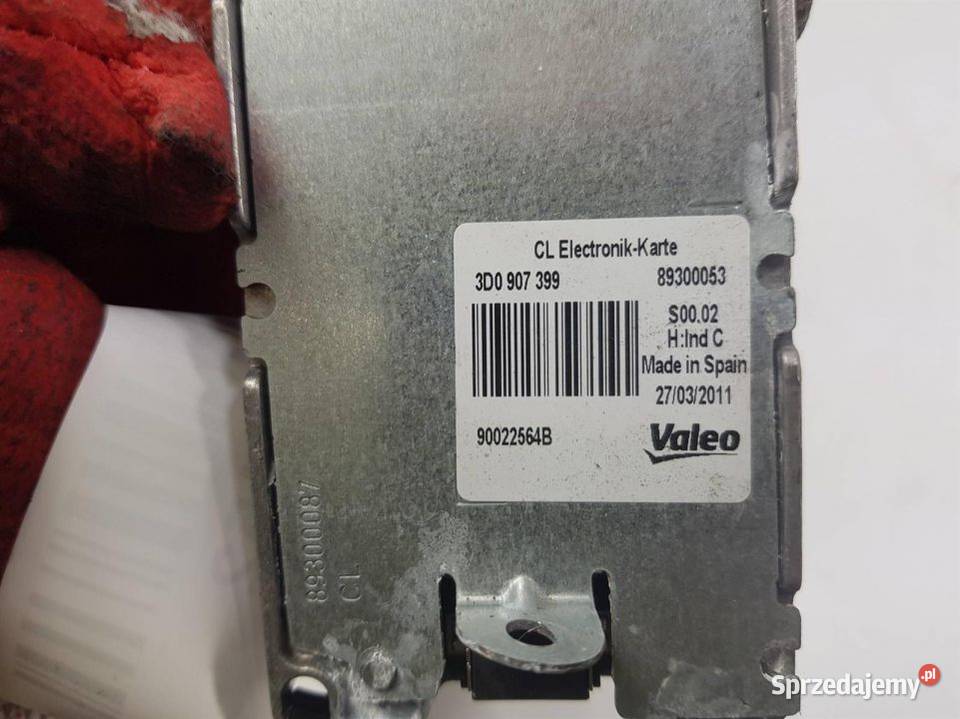 CL Electronik-Karte
3D0 907 399 89300053
S00.02
H:Ind C
Made in Spain
27/03/2011
90022564B Valeo
89300087
CL
Sprzedajemy.pl